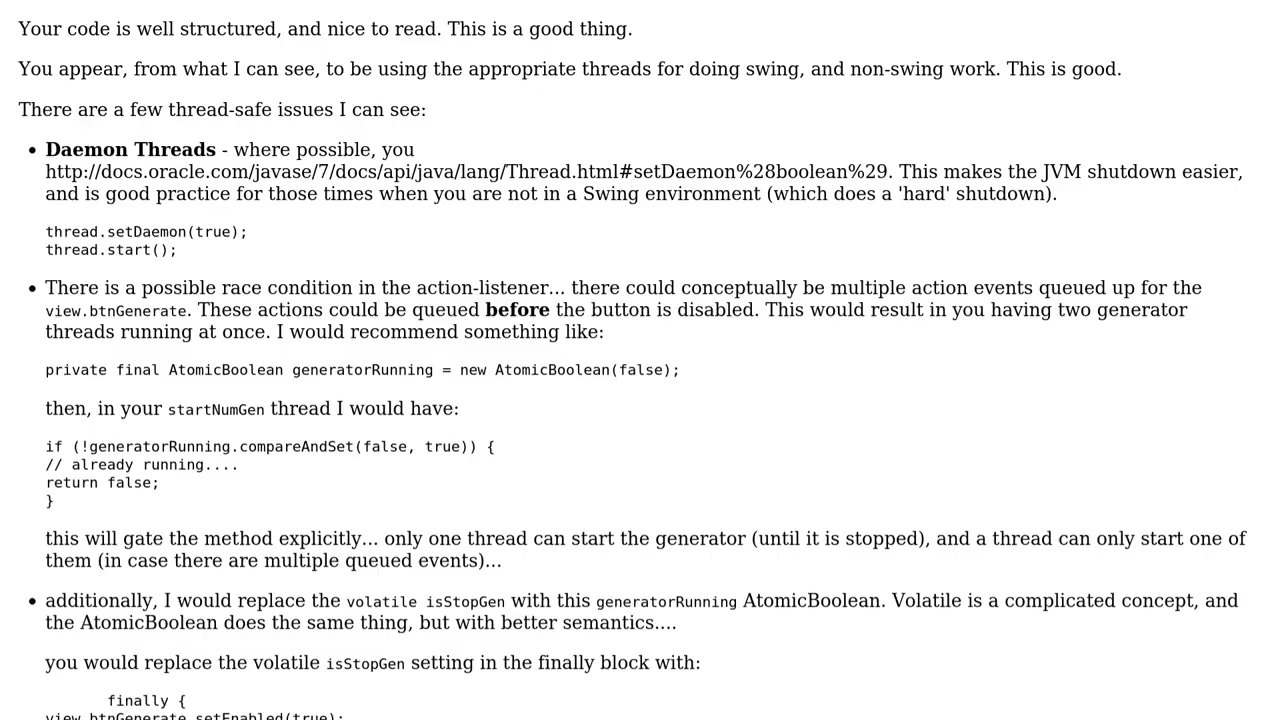 Your code is well structured, and nice to read. This is a good thing.
You appear, from what I can see, to be using the appropriate threads for doing swing, and non-swing work. This is good.
There are a few thread-safe issues I can see:
• Daemon Threads - where possible, you
http://docs.oracle.com/javase/7/docs/api/java/lang/Thread.html#setDaemon%28boolean%29. This makes the JVM shutdown easier,
and is good practice for those times when you are not in a Swing environment (which does a 'hard' shutdown).
thread.setDaemon(true);
thread.start();
• There is a possible race condition in the action-listener... there could conceptually be multiple action events queued up for the
view.btnGenerate. These actions could be queued before the button is disabled. This would result in you having two generator
threads running at once. I would recommend something like:
private final AtomicBoolean generatorRunning = new AtomicBoolean(false);
then, in your startNumGen thread I would have:
if (!generatorRunning.compareAndSet(false, true)) {
// already running....
return false;
}
this will gate the method explicitly... only one thread can start the generator (until it is stopped), and a thread can only start one of
them (in case there are multiple queued events)...
• additionally, I would replace the volatile isStopGen with this generatorRunning AtomicBoolean. Volatile is a complicated concept, and
the AtomicBoolean does the same thing, but with better semantics....
you would replace the volatile isStopGen setting in the finally block with:
finally {
view.btnGenerate.setEnabled(true);